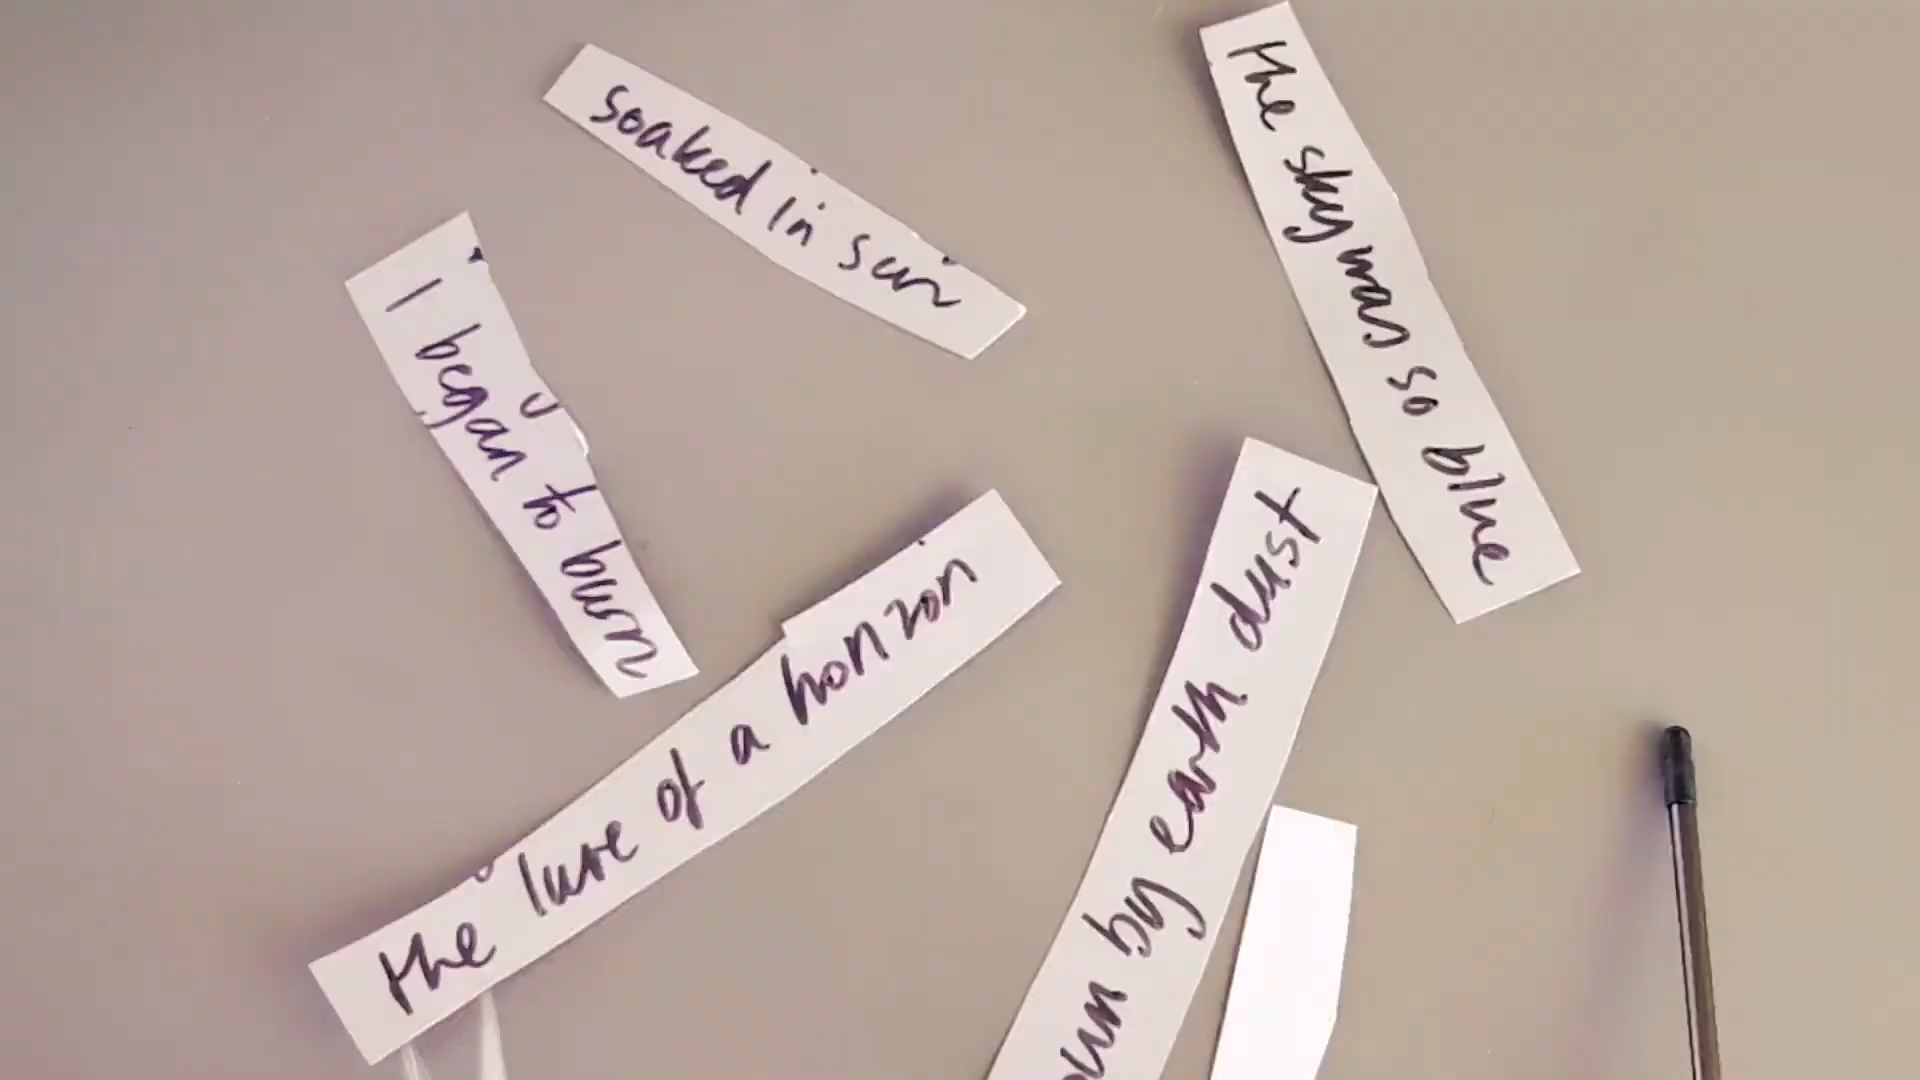 soaked in sun
the sky was so blue
I began to burn
the lure of a horizon
by earth dust